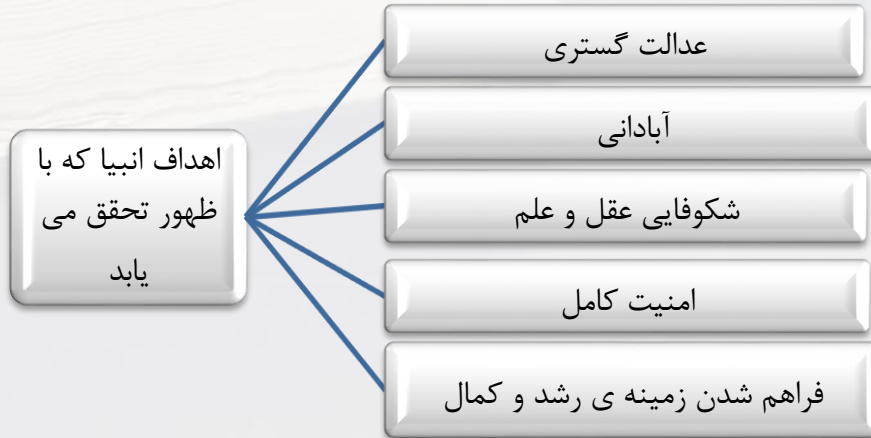 اهداف انبیا که با
ظهور تحقق می
یابد
عدالت گستری
آبادانی
شکوفایی عقل و علم
امنیت کامل
فراهم شدن زمینه ی رشد و کمال